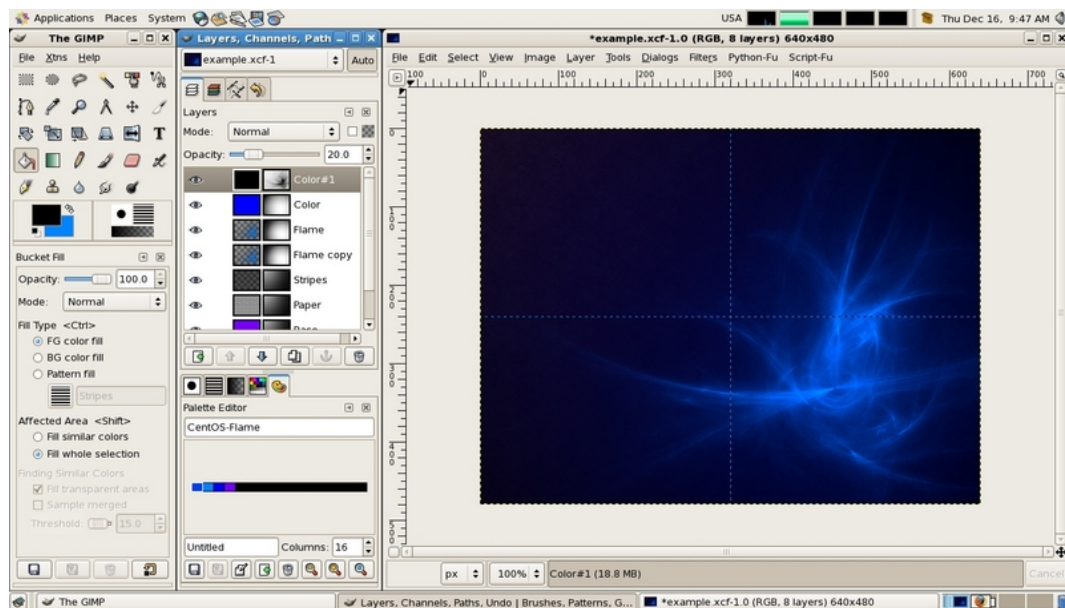 Applications Places System
USA
Thu Dec 16, 9:47 AM
The GIMP
File Xtns Help
Bucket Fill
Opacity: 100.0
Mode: Normal
Fill Type <Ctrl>
FG color fill
BG color fill
Pattern fill
Stripes
Affected Area <Shift>
Fill similar colors
Fill whole selection
Finding Similar Colors
Fill transparent areas
Sample merged
Threshold: 15.0
Layers, Channels, Path
example.xcf-1
Auto
Layers
Mode: Normal
Opacity: 20.0
Color#1
Color
Flame
Flame copy
Stripes
Paper
Base
Palette Editor
CentOS-Flame
Untitled
Columns: 16
*example.xcf-1.0 (RGB, 8 layers) 640x480
File Edit Select View Image Layer Tools Dialogs Filters Python-Fu Script-Fu
100 0 100 200 300 400 500 600 700
0
100
200
300
400
500
px 100% Color#1 (18.8 MB)
Cancel
The GIMP
Layers, Channels, Paths, Undo | Brushes, Patterns, G...
*example.xcf-1.0 (RGB, 8 layers) 640x480